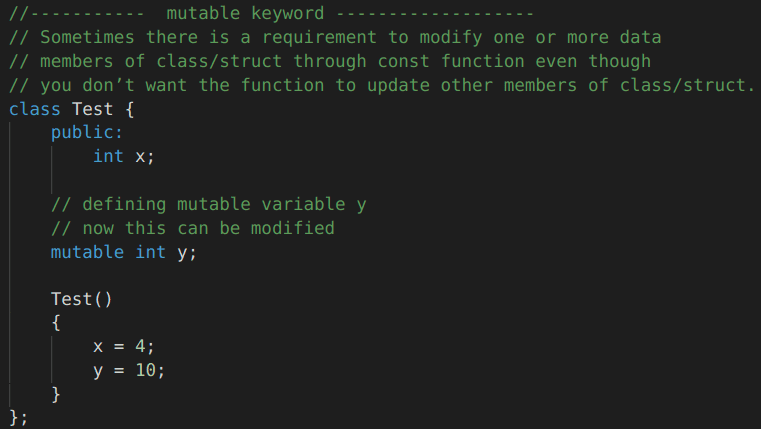 //-----------  mutable keyword -------------------
// Sometimes there is a requirement to modify one or more data
// members of class/struct through const function even though
// you don’t want the function to update other members of class/struct.
class Test {
    public:
        int x;
    // defining mutable variable y
    // now this can be modified
    mutable int y;
    Test()
    {
        x = 4;
        y = 10;
    }
};